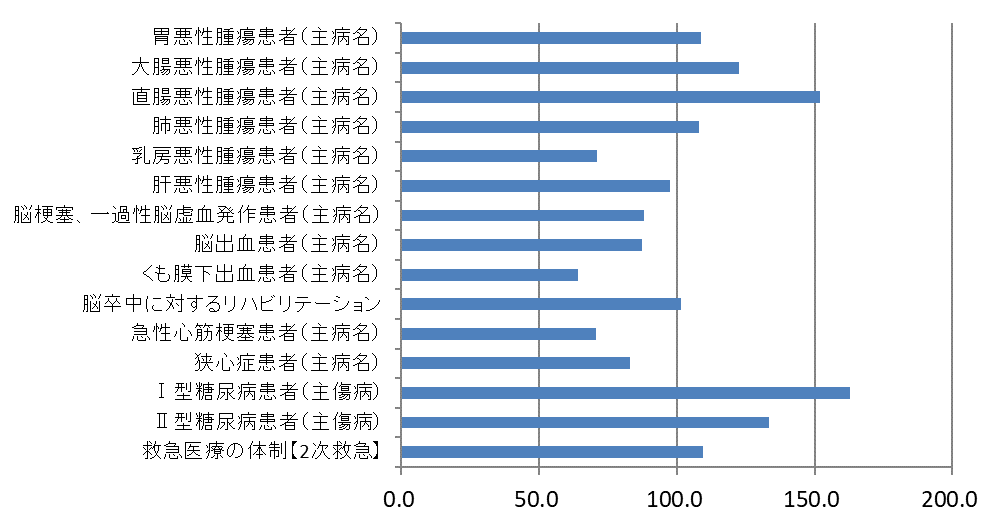 胃悪性腫瘍患者（主病名）
大腸悪性腫瘍患者（主病名）
直腸悪性腫瘍患者（主病名）
肺悪性腫瘍患者（主病名）
乳房悪性腫瘍患者（主病名）
肝悪性腫瘍患者（主病名）
脳梗塞、一過性脳虚血発作患者（主病名）
脳出血患者（主病名）
くも膜下出血患者（主病名）
脳卒中に対するリハビリテーション
急性心筋梗塞患者（主病名）
狭心症患者（主病名）
Ⅰ型糖尿病患者（主傷病）
Ⅱ型糖尿病患者（主傷病）
救急医療の体制【2次救急】
0.0 50.0 100.0 150.0 200.0